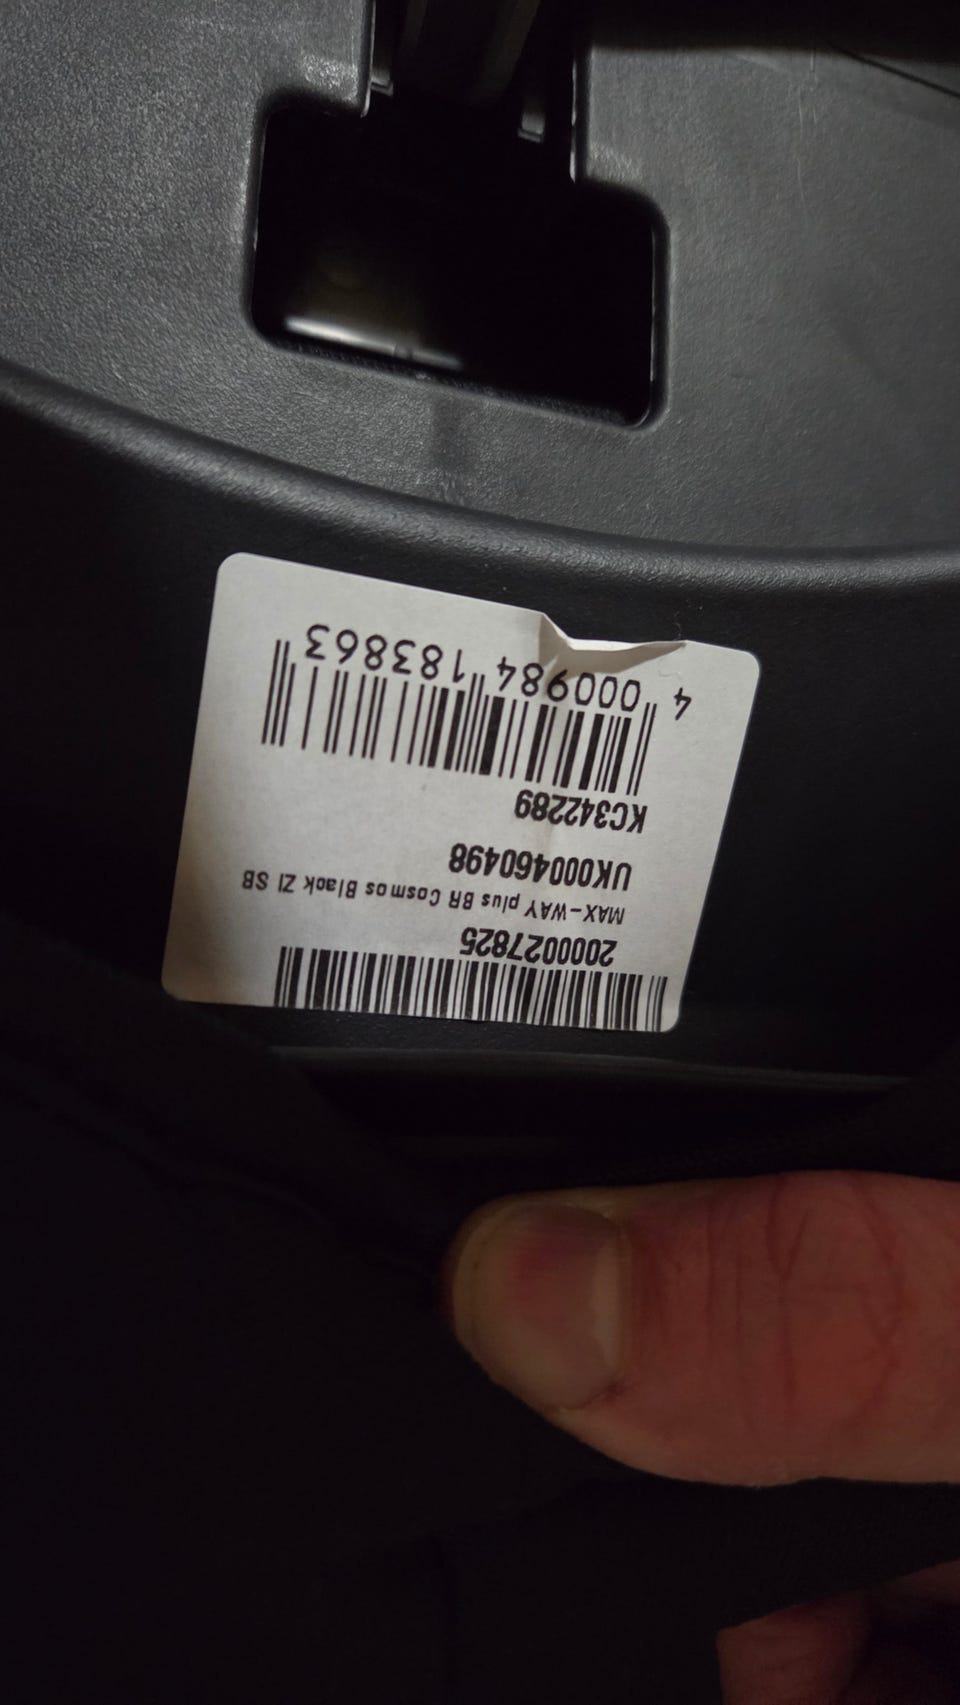 2000027825
MAX-WAY plus BR Cosmos Black ZI SB
UK000460498
KC342289
4 000984 183863